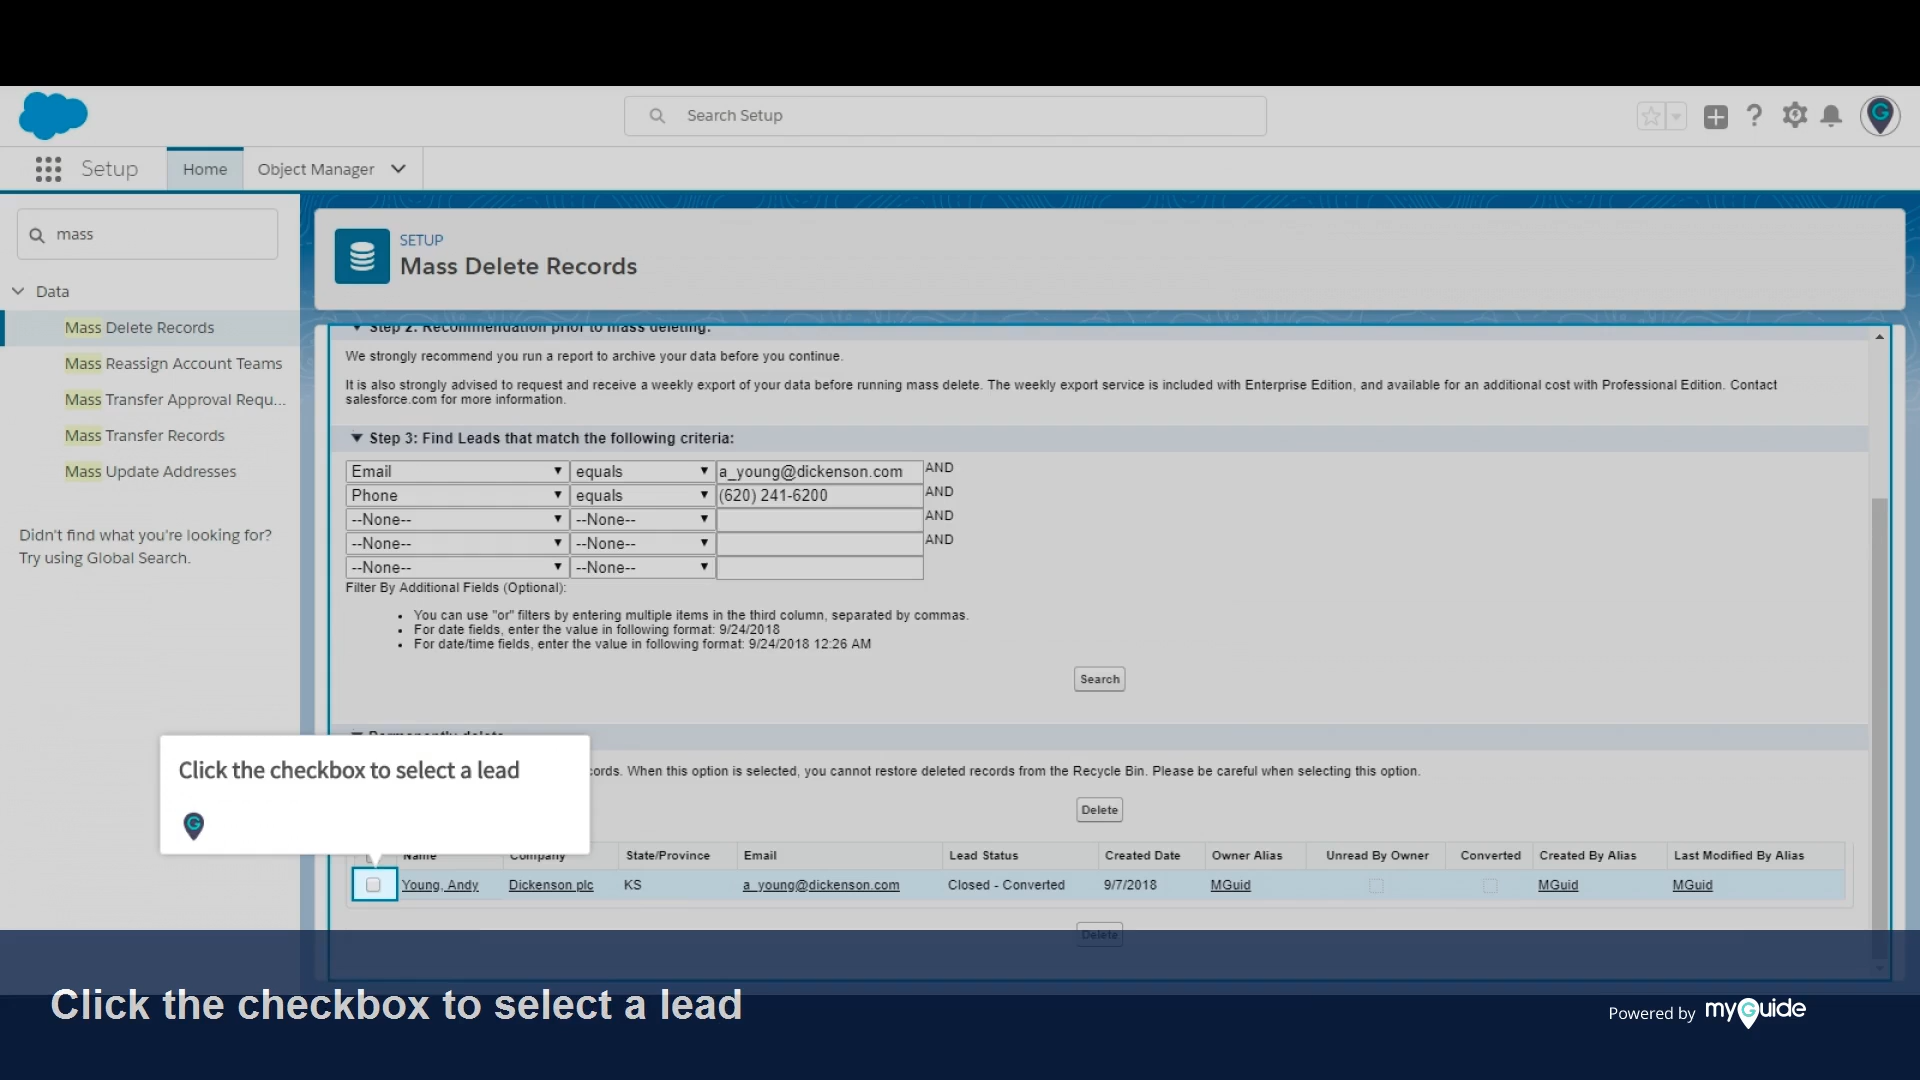 Search Setup
Setup
Home
Object Manager
mass
Data
Mass Delete Records
Mass Reassign Account Teams
Mass Transfer Approval Requ...
Mass Transfer Records
Mass Update Addresses
Didn't find what you're looking for?
Try using Global Search.
SETUP
Mass Delete Records
Step 2: Recommendation prior to mass deleting:
We strongly recommend you run a report to archive your data before you continue.
It is also strongly advised to request and receive a weekly export of your data before running mass delete. The weekly export service is included with Enterprise Edition, and available for an additional cost with Professional Edition. Contact
salesforce.com for more information.
Step 3: Find Leads that match the following criteria:
Email equals a_young@dickenson.com AND
Phone equals (620) 241-6200 AND
--None-- --None-- AND
--None-- --None-- AND
--None-- --None--
Filter By Additional Fields (Optional):
You can use "or" filters by entering multiple items in the third column, separated by commas.
For date fields, enter the value in following format: 9/24/2018
For date/time fields, enter the value in following format: 9/24/2018 12:26 AM
Search
Permanently delete
Click the checkbox to select a lead
cords. When this option is selected, you cannot restore deleted records from the Recycle Bin. Please be careful when selecting this option.
Delete
Name Company State/Province Email Lead Status Created Date Owner Alias Unread By Owner Converted Created By Alias Last Modified By Alias
Young, Andy Dickenson plc KS a_young@dickenson.com Closed - Converted 9/7/2018 MGuid MGuid MGuid
Delete
Click the checkbox to select a lead
Powered by myGuide